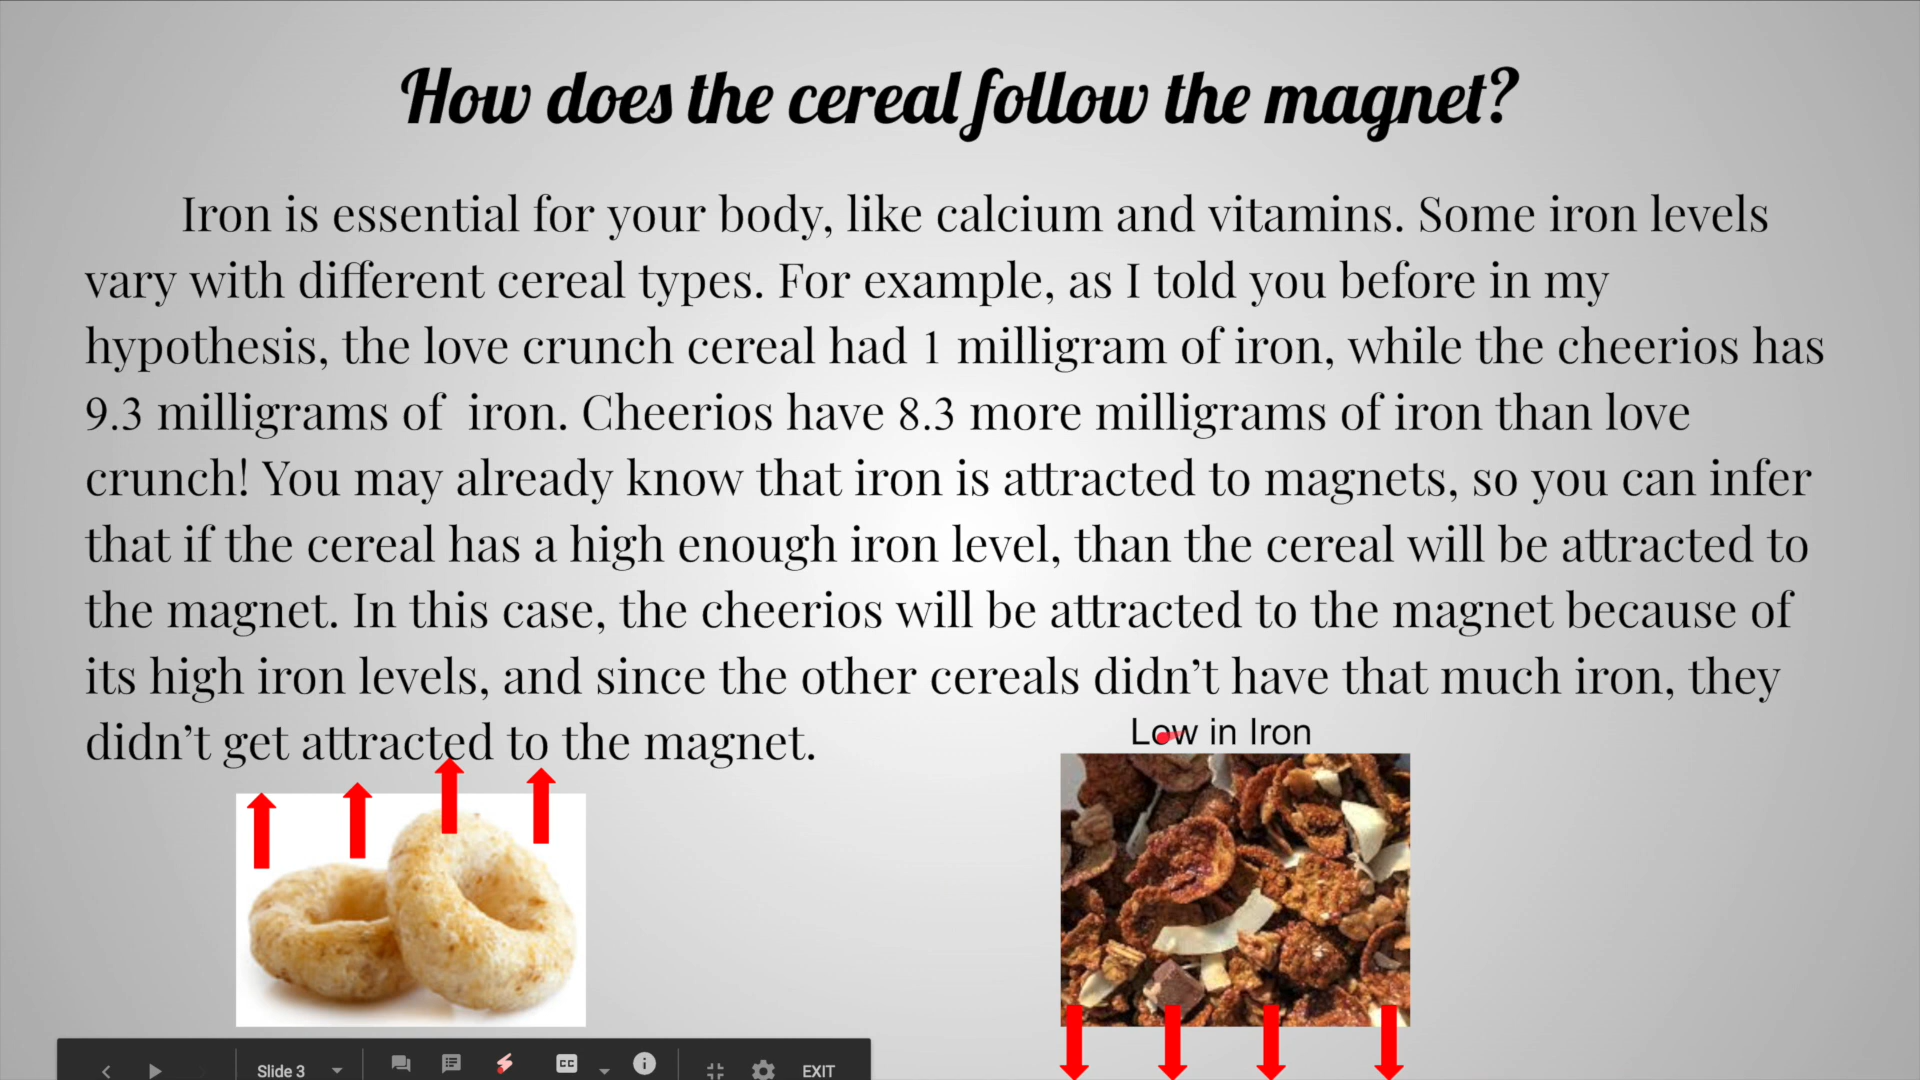 How does the cereal follow the magnet?
Iron is essential for your body, like calcium and vitamins. Some iron levels
vary with different cereal types. For example, as I told you before in my
hypothesis, the love crunch cereal had 1 milligram of iron, while the cheerios has
9.3 milligrams of  iron. Cheerios have 8.3 more milligrams of iron than love
crunch! You may already know that iron is attracted to magnets, so you can infer
that if the cereal has a high enough iron level, than the cereal will be attracted to
the magnet. In this case, the cheerios will be attracted to the magnet because of
its high iron levels, and since the other cereals didn’t have that much iron, they
didn’t get attracted to the magnet.
Low in Iron
Slide 3
CC
EXIT